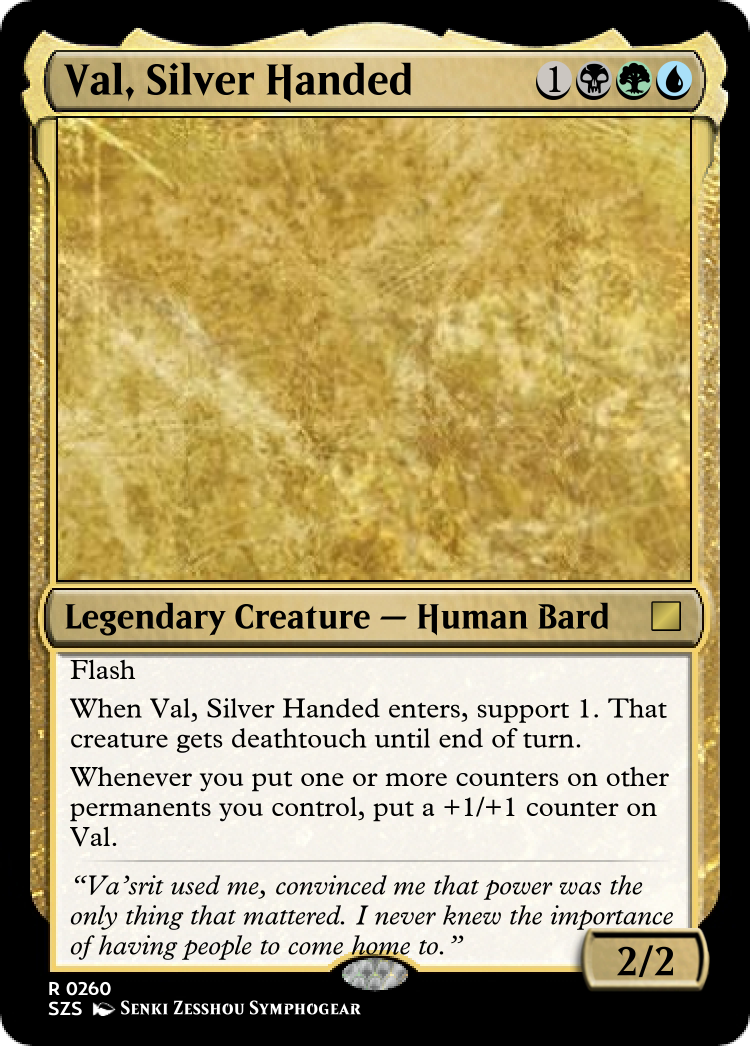 Val, Silver Handed 1
Legendary Creature — Human Bard
Flash
When Val, Silver Handed enters, support 1. That
creature gets deathtouch until end of turn.
Whenever you put one or more counters on other
permanents you control, put a +1/+1 counter on
Val.
“Va’srit used me, convinced me that power was the
only thing that mattered. I never knew the importance
of having people to come home to.”
2/2
R 0260
SZS Senki Zesshou Symphogear